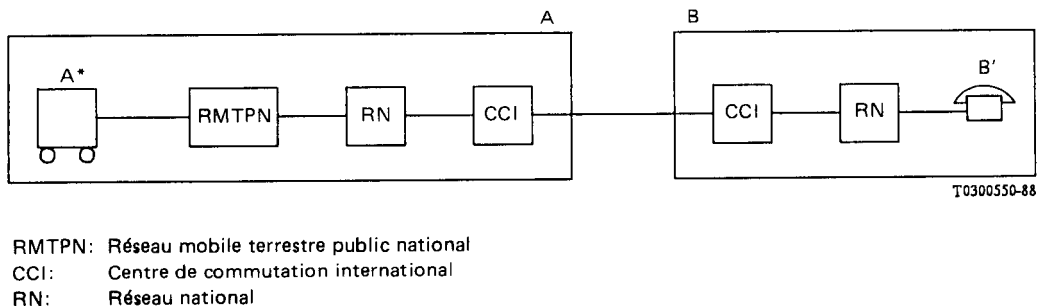 A B
A* B'
RMTPN RN CCI CCI RN
T0300550-88
RMTPN: Réseau mobile terrestre public national
CCI: Centre de commutation international
RN: Réseau national